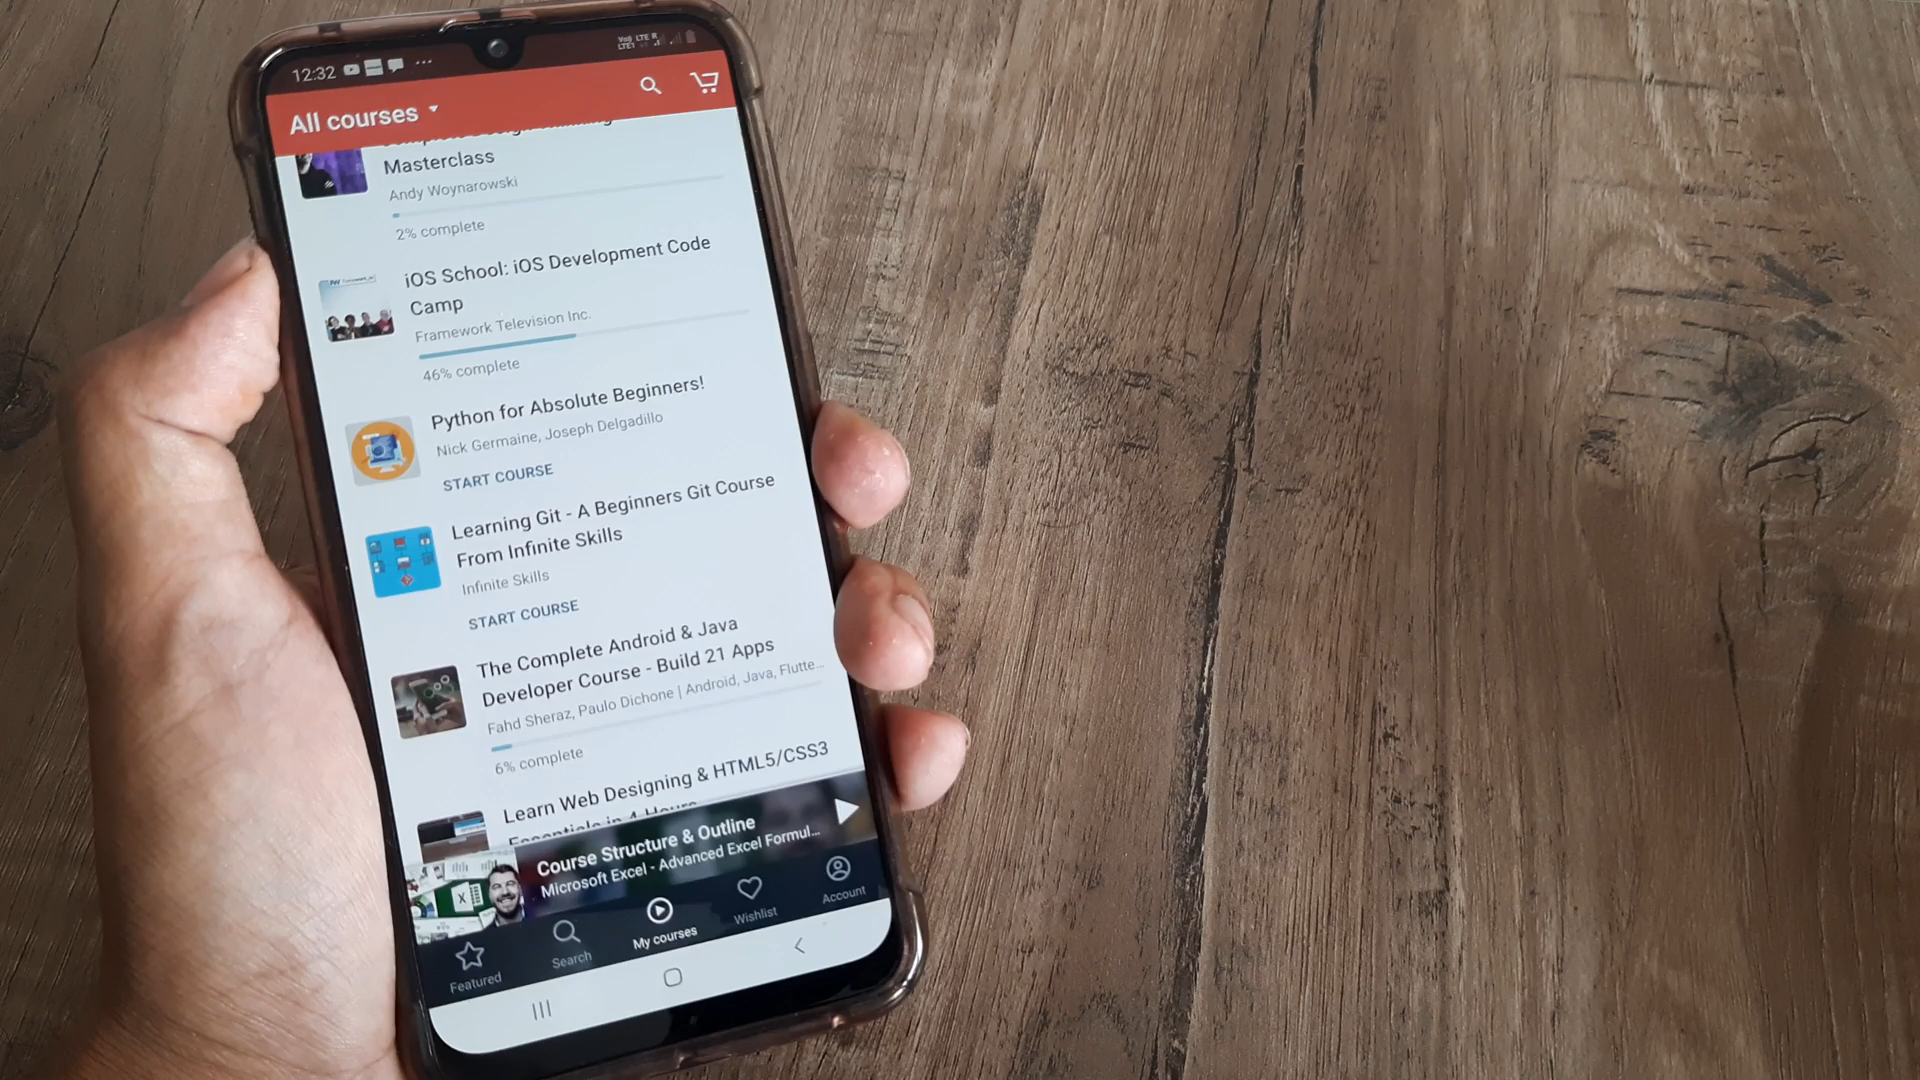 12:32
All courses
Masterclass
Andy Woynarowski
2% complete
iOS School: iOS Development Code
Camp
Framework Television Inc.
46% complete
Python for Absolute Beginners!
Nick Germaine, Joseph Delgadillo
START COURSE
Learning Git - A Beginners Git Course
From Infinite Skills
Infinite Skills
START COURSE
The Complete Android & Java
Developer Course - Build 21 Apps
Fahd Sheraz, Paulo Dichone | Android, Java, Flutte...
6% complete
Learn Web Designing & HTML5/CSS3
Essentials in 4 Hours
Course Structure & Outline
Microsoft Excel - Advanced Excel Formul...
Featured
Search
My courses
Wishlist
Account